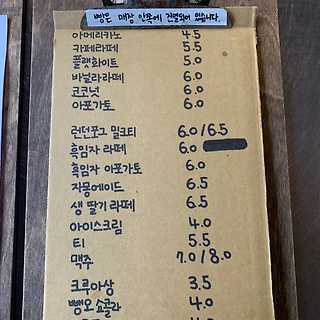 빵은 매장 안쪽에 진열되어 있습니다.
아메리카노 4.5
카페라떼 5.5
플랫화이트 5.0
바닐라라떼 6.0
코코넛 6.0
아포가토 6.0
런던포그 밀크티 6.0/6.5
흑임자 라떼 6.0
흑임자 아포가토 6.0
자몽에이드 6.5
생 딸기 라떼 6.5
아이스크림 4.0
티 5.5
맥주 7.0/8.0
크루아상 3.5
뺑오 쇼콜라 4.0